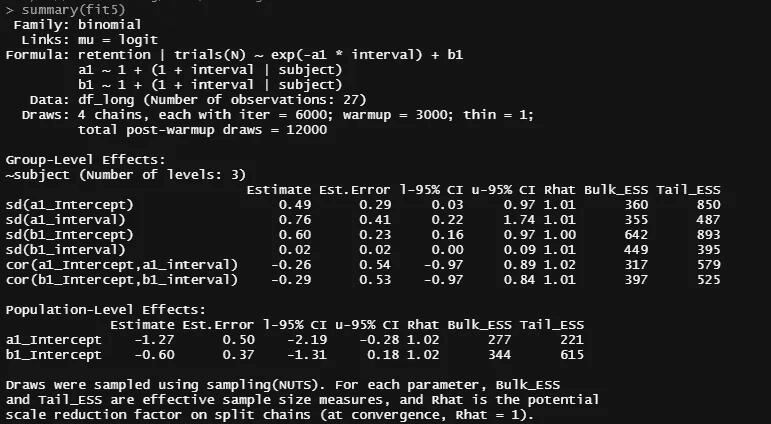 > summary(fit5)
 Family: binomial
  Links: mu = logit
Formula: retention | trials(N) ~ exp(-a1 * interval) + b1
         a1 ~ 1 + (1 + interval | subject)
         b1 ~ 1 + (1 + interval | subject)
   Data: df_long (Number of observations: 27)
  Draws: 4 chains, each with iter = 6000; warmup = 3000; thin = 1;
         total post-warmup draws = 12000

Group-Level Effects:
~subject (Number of levels: 3)
                              Estimate Est.Error l-95% CI u-95% CI Rhat Bulk_ESS Tail_ESS
sd(a1_Intercept)                  0.49      0.29     0.03     0.97 1.01      360      850
sd(a1_interval)                   0.76      0.41     0.22     1.74 1.01      355      487
sd(b1_Intercept)                  0.60      0.23     0.16     0.97 1.00      642      893
sd(b1_interval)                   0.02      0.02     0.00     0.09 1.01      449      395
cor(a1_Intercept,a1_interval)    -0.26      0.54    -0.97     0.89 1.02      317      579
cor(b1_Intercept,b1_interval)    -0.29      0.53    -0.97     0.84 1.01      397      525

Population-Level Effects:
             Estimate Est.Error l-95% CI u-95% CI Rhat Bulk_ESS Tail_ESS
a1_Intercept    -1.27      0.50    -2.19    -0.28 1.02      277      221
b1_Intercept    -0.60      0.37    -1.31     0.18 1.02      344      615

Draws were sampled using sampling(NUTS). For each parameter, Bulk_ESS
and Tail_ESS are effective sample size measures, and Rhat is the potential
scale reduction factor on split chains (at convergence, Rhat = 1).